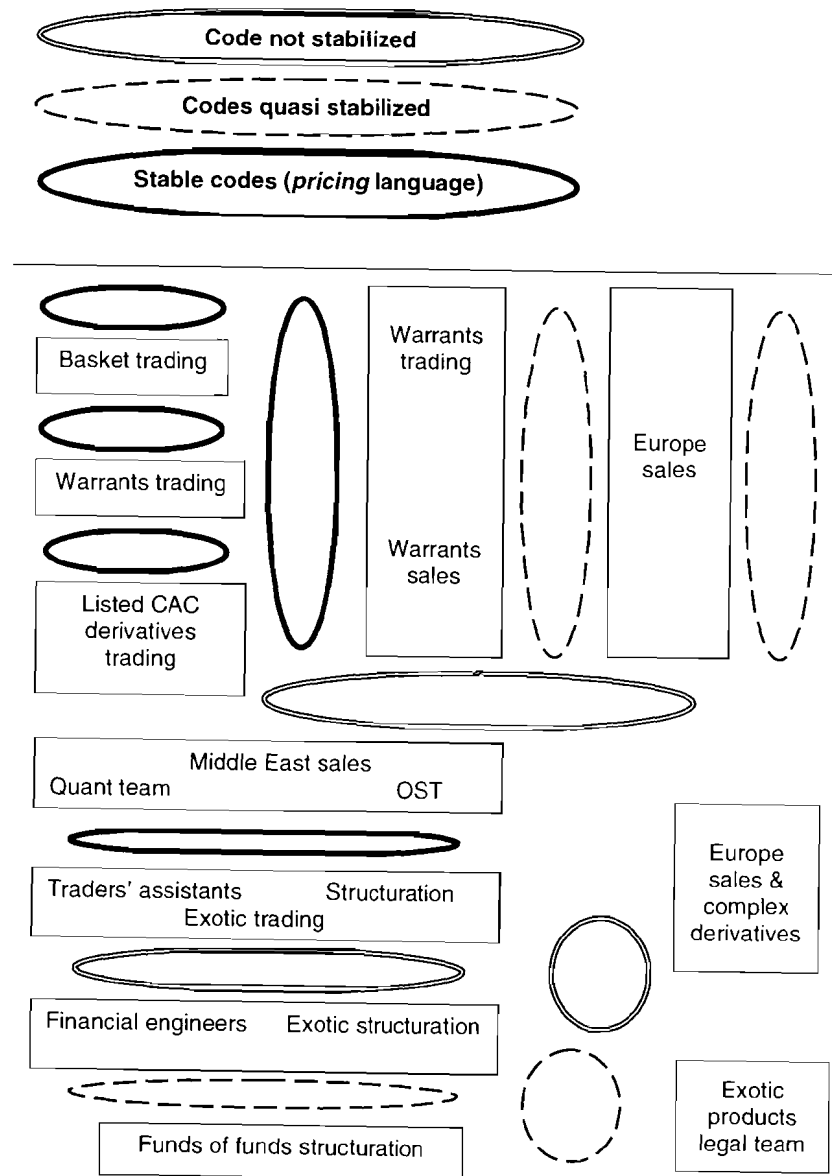 Code not stabilized
Codes quasi stabilized
Stable codes (pricing language)
Basket trading
Warrants trading
Listed CAC
derivatives
trading
Warrants
trading
Warrants
sales
Europe
sales
Middle East sales
Quant team OST
Traders' assistants Structuration
Exotic trading
Financial engineers Exotic structuration
Funds of funds structuration
Europe
sales &
complex
derivatives
Exotic
products
legal team